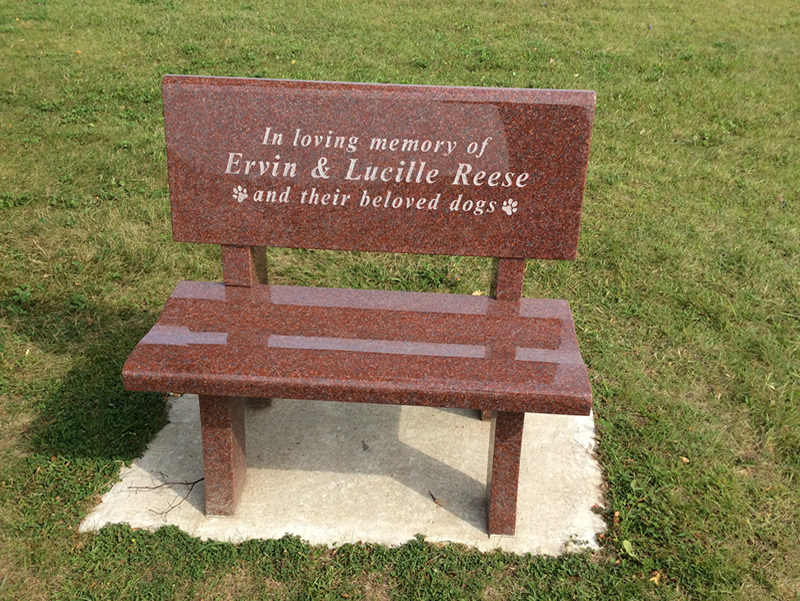 In loving memory of
Ervin & Lucille Reese
and their beloved dogs